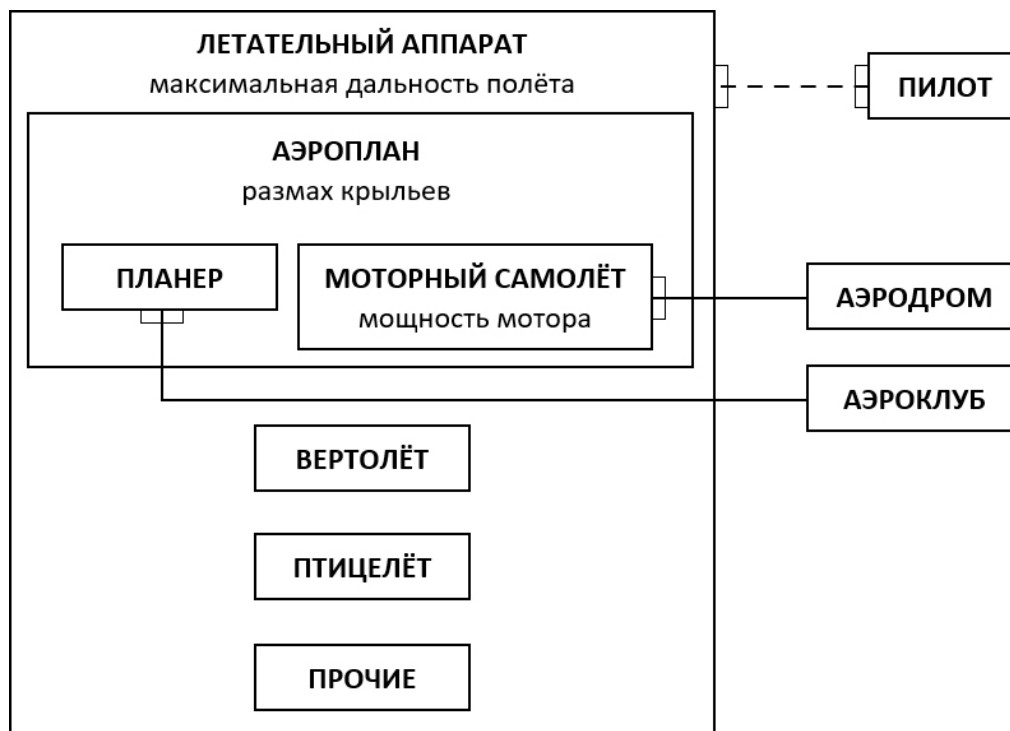 ЛЕТАТЕЛЬНЫЙ АППАРАТ
максимальная дальность полёта
ПИЛОТ
АЭРОПЛАН
размах крыльев
ПЛАНЕР
МОТОРНЫЙ САМОЛЁТ
мощность мотора
АЭРОДРОМ
АЭРОКЛУБ
ВЕРТОЛЁТ
ПТИЦЕЛЁТ
ПРОЧИЕ